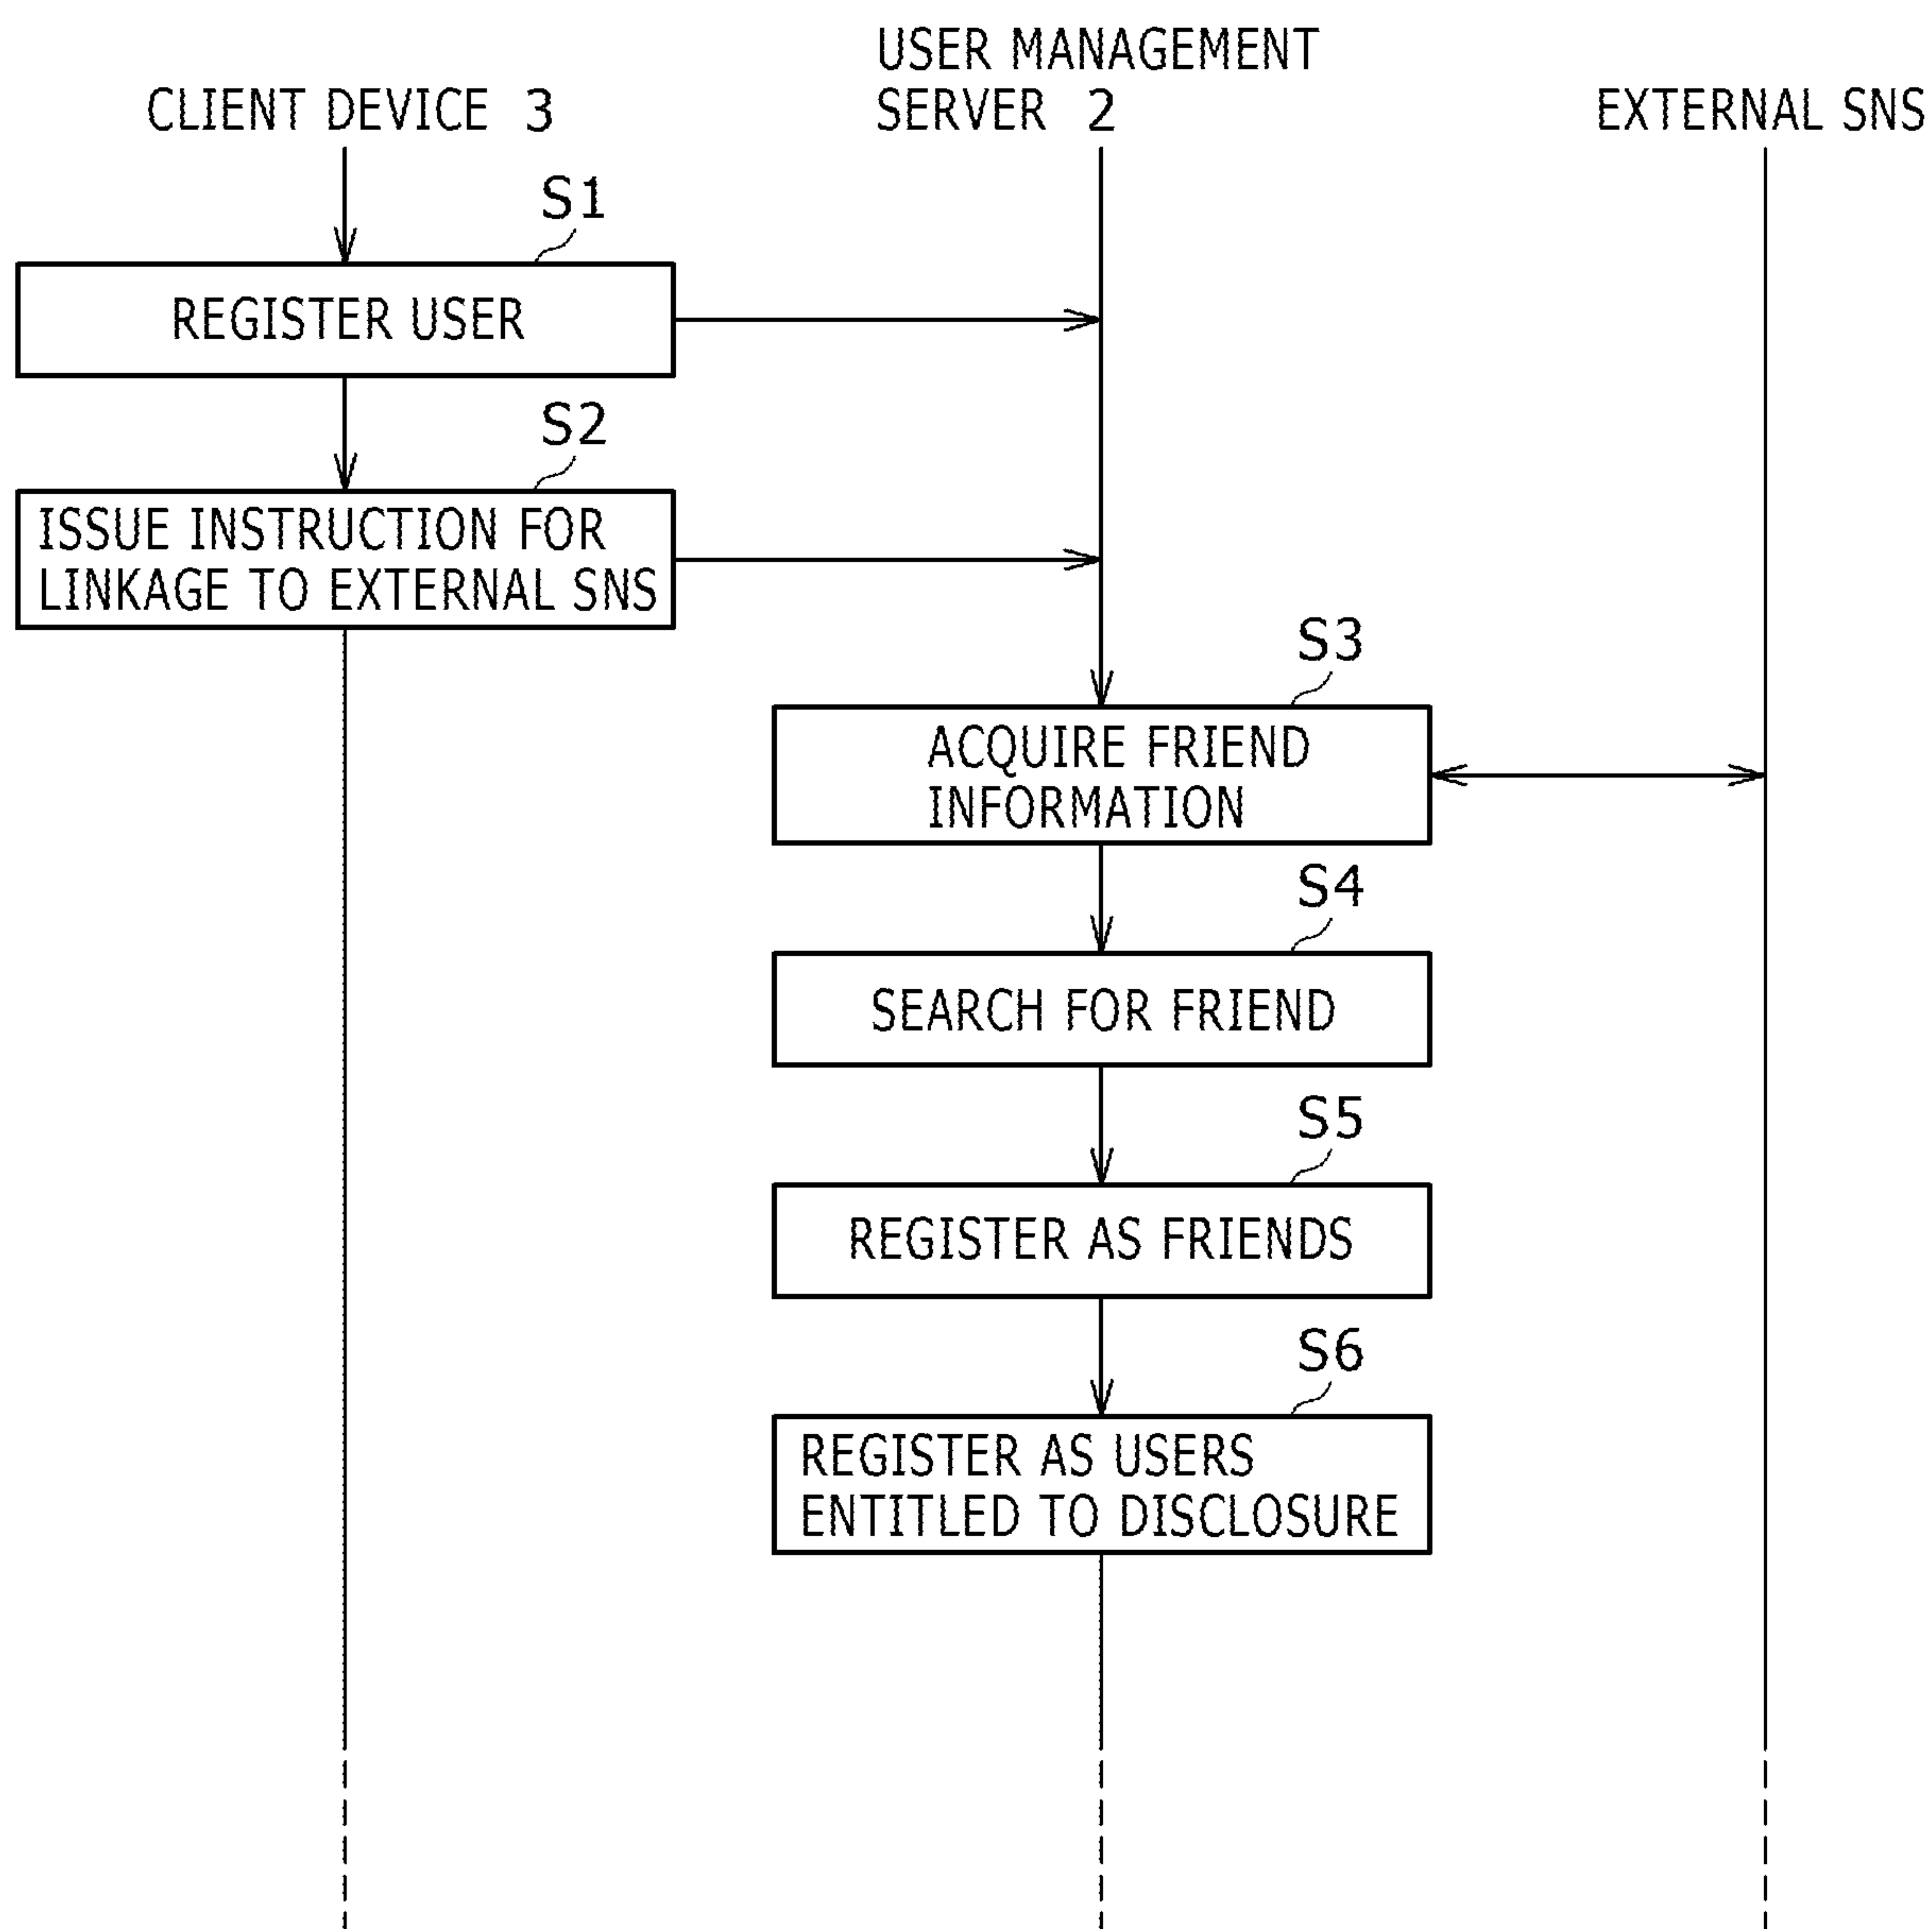 USER MANAGEMENT
SERVER 2
CLIENT DEVICE 3
EXTERNAL SNS
S1
REGISTER USER
S2
ISSUE INSTRUCTION FOR
LINKAGE TO EXTERNAL SNS
S3
ACQUIRE FRIEND
INFORMATION
S4
SEARCH FOR FRIEND
S5
REGISTER AS FRIENDS
S6
REGISTER AS USERS
ENTITLED TO DISCLOSURE